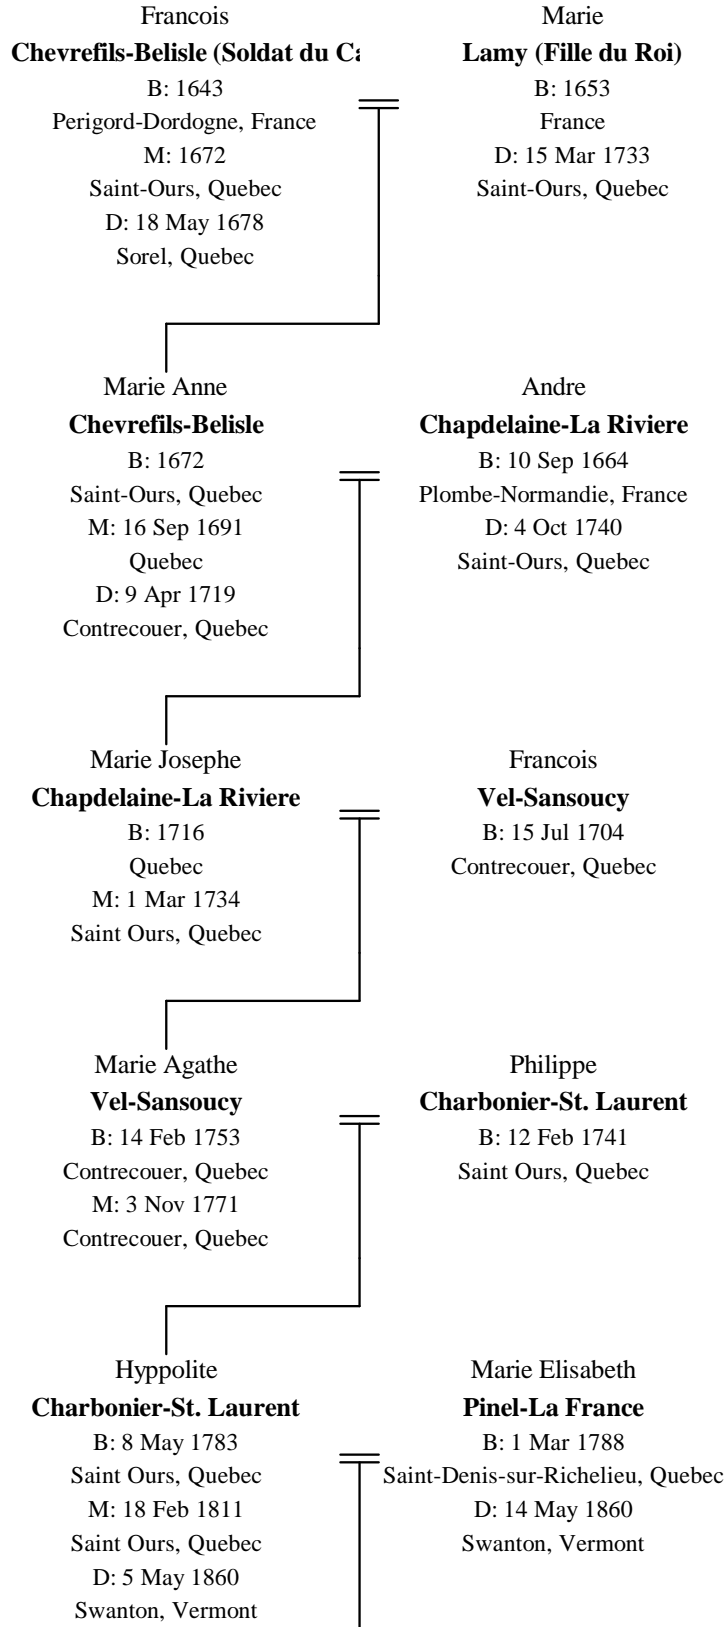 Francois
Chevrefils-Belisle (Soldat du Ca
B: 1643
Perigord-Dordogne, France
M: 1672
Saint-Ours, Quebec
D: 18 May 1678
Sorel, Quebec
Marie
Lamy (Fille du Roi)
B: 1653
France
D: 15 Mar 1733
Saint-Ours, Quebec
Marie Anne
Chevrefils-Belisle
B: 1672
Saint-Ours, Quebec
M: 16 Sep 1691
Quebec
D: 9 Apr 1719
Contrecouer, Quebec
Andre
Chapdelaine-La Riviere
B: 10 Sep 1664
Plombe-Normandie, France
D: 4 Oct 1740
Saint-Ours, Quebec
Marie Josephe
Chapdelaine-La Riviere
B: 1716
Quebec
M: 1 Mar 1734
Saint Ours, Quebec
Francois
Vel-Sansoucy
B: 15 Jul 1704
Contrecouer, Quebec
Marie Agathe
Vel-Sansoucy
B: 14 Feb 1753
Contrecouer, Quebec
M: 3 Nov 1771
Contrecouer, Quebec
Philippe
Charbonier-St. Laurent
B: 12 Feb 1741
Saint Ours, Quebec
Hyppolite
Charbonier-St. Laurent
B: 8 May 1783
Saint Ours, Quebec
M: 18 Feb 1811
Saint Ours, Quebec
D: 5 May 1860
Swanton, Vermont
Marie Elisabeth
Pinel-La France
B: 1 Mar 1788
Saint-Denis-sur-Richelieu, Quebec
D: 14 May 1860
Swanton, Vermont